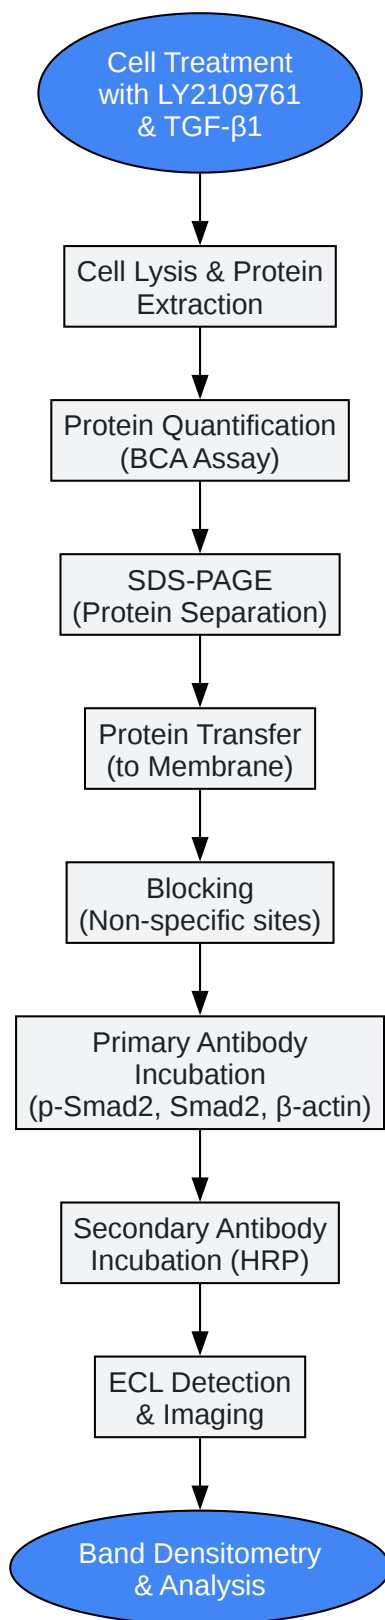 Cell Treatment
with LY2109761
& TGF-β1
Cell Lysis & Protein
Extraction
Protein Quantification
(BCA Assay)
SDS-PAGE
(Protein Separation)
Protein Transfer
(to Membrane)
Blocking
(Non-specific sites)
Primary Antibody
Incubation
(p-Smad2, Smad2, β-actin)
Secondary Antibody
Incubation (HRP)
ECL Detection
& Imaging
Band Densitometry
& Analysis